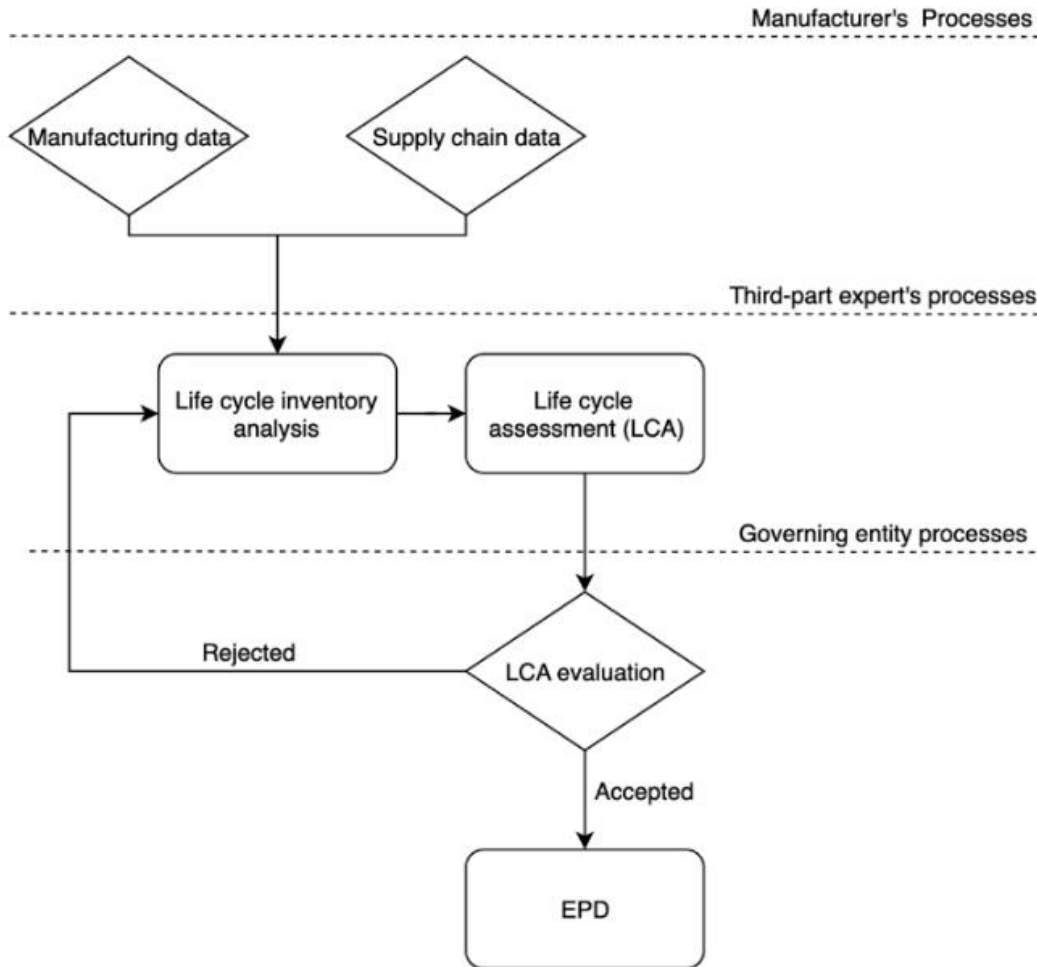 Manufacturer's Processes
Manufacturing data
Supply chain data
Third-part expert's processes
Life cycle inventory
analysis
Life cycle
assessment (LCA)
Governing entity processes
Rejected
LCA evaluation
Accepted
EPD